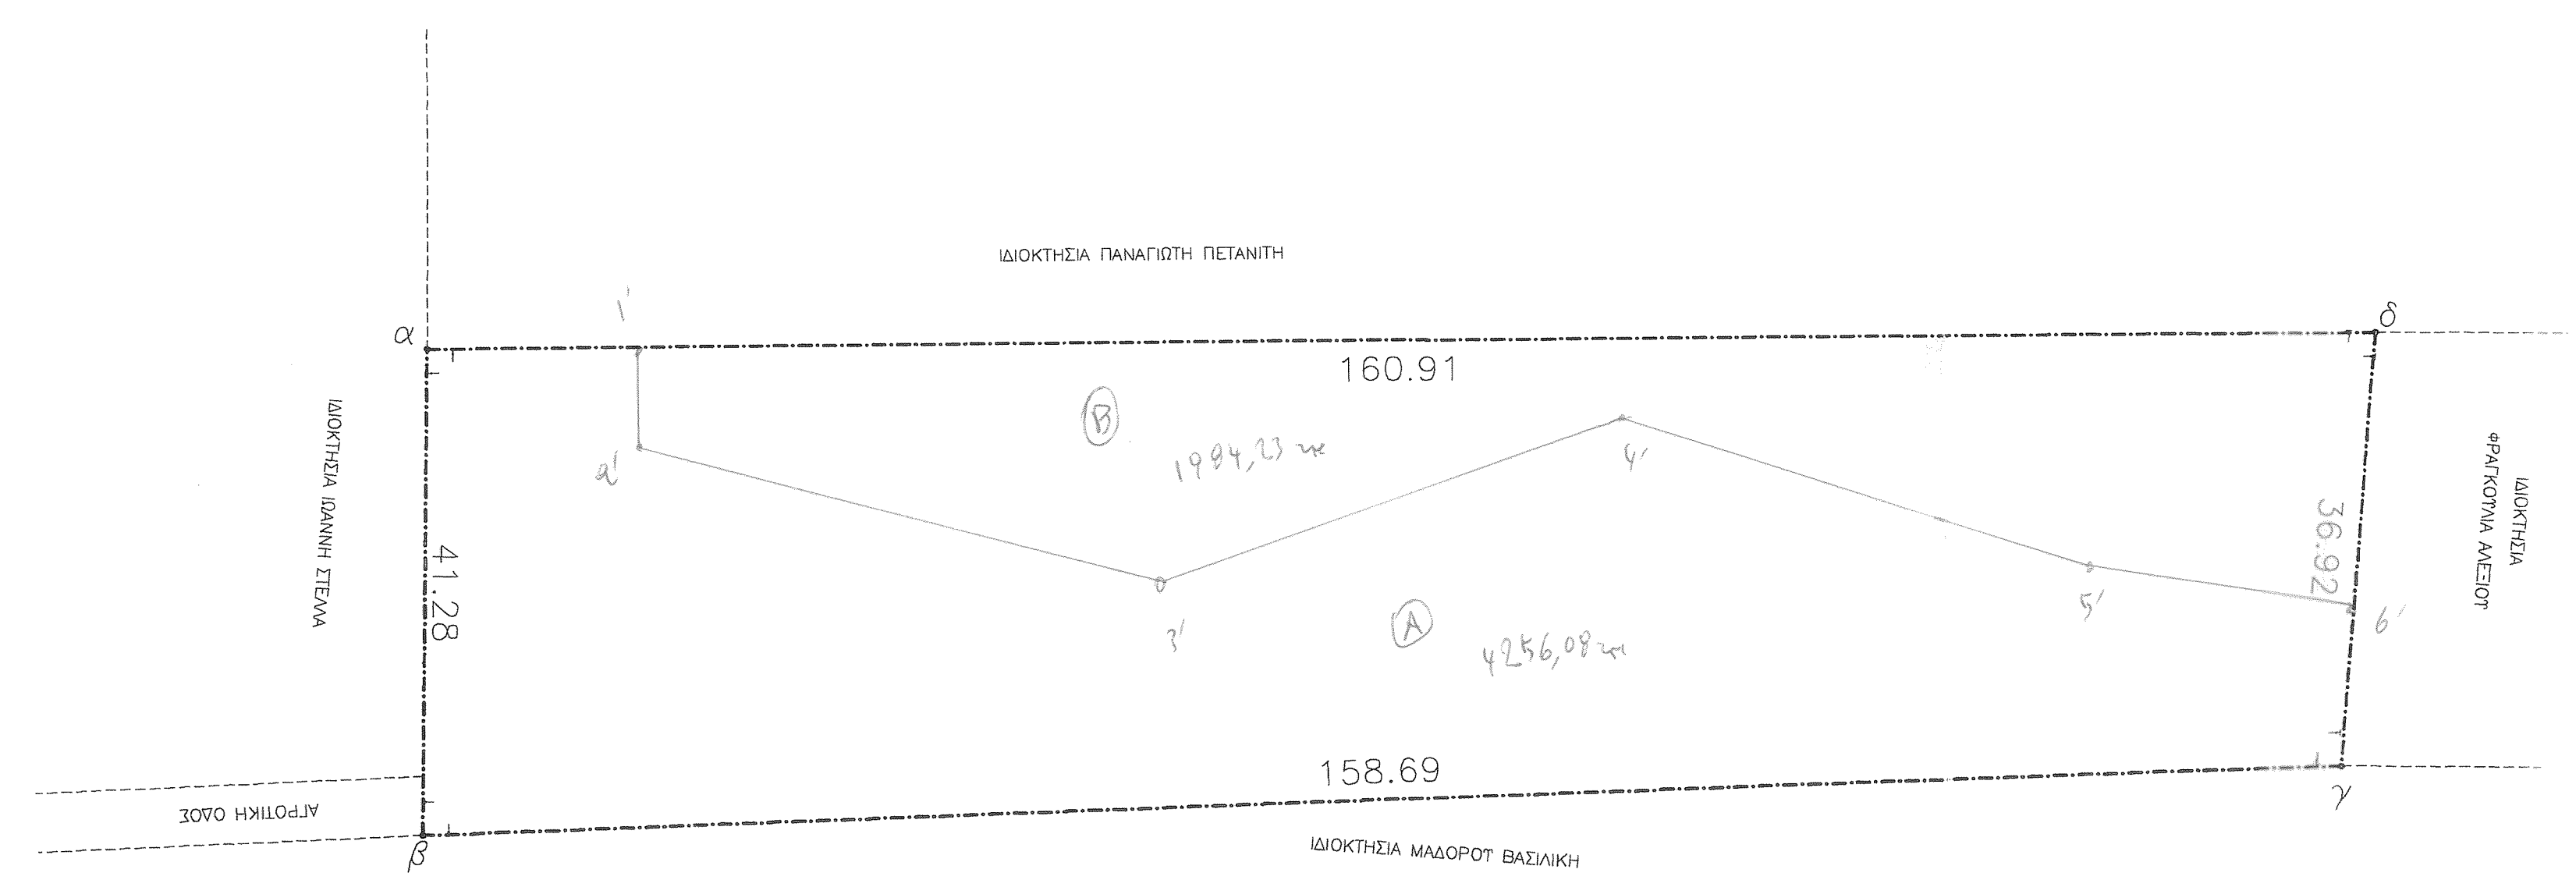 ΙΔΙΟΚΤΗΣΙΑ ΠΑΝΑΓΙΩΤΗ ΠΕΤΑΝΙΤΗ
1'
α
δ
160.91
Β
1984,23 τμ
2'
4'
ΙΔΙΟΚΤΗΣΙΑ ΙΩΑΝΝΗ ΣΤΕΛΛΑ
41.28
36.92
ΙΔΙΟΚΤΗΣΙΑ
ΦΡΑΓΚΟΥΛΙΑ ΑΛΕΞΙΟΥ
3'
Α
4256,08 τμ
5'
6'
158.69
ΑΓΡΟΤΙΚΗ ΟΔΟΣ
β
γ
ΙΔΙΟΚΤΗΣΙΑ ΜΑΔΟΡΟΥ ΒΑΣΙΛΙΚΗ